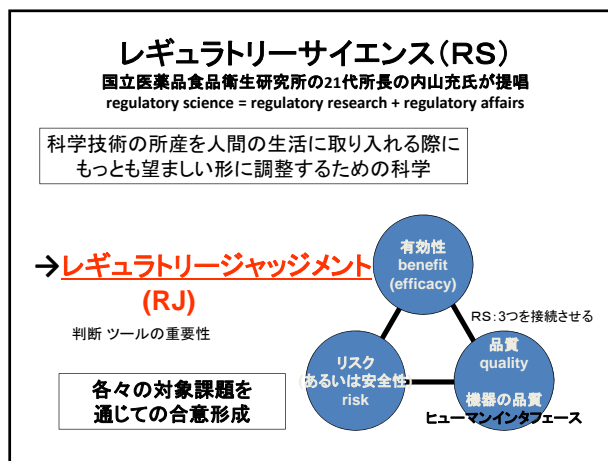 レギュラトリーサイエンス(RS)
国立医薬品食品衛生研究所の21代所長の内山充氏が提唱
regulatory science = regulatory research + regulatory affairs
科学技術の所産を人間の生活に取り入れる際に
もっとも望ましい形に調整するための科学
→レギュラトリージャッジメント
(RJ)
判断 ツールの重要性
各々の対象課題を
通じての合意形成
有効性
benefit
(efficacy)
RS:3つを接続させる
リスク
(あるいは安全性)
risk
品質
quality
機器の品質
ヒューマンインタフェース